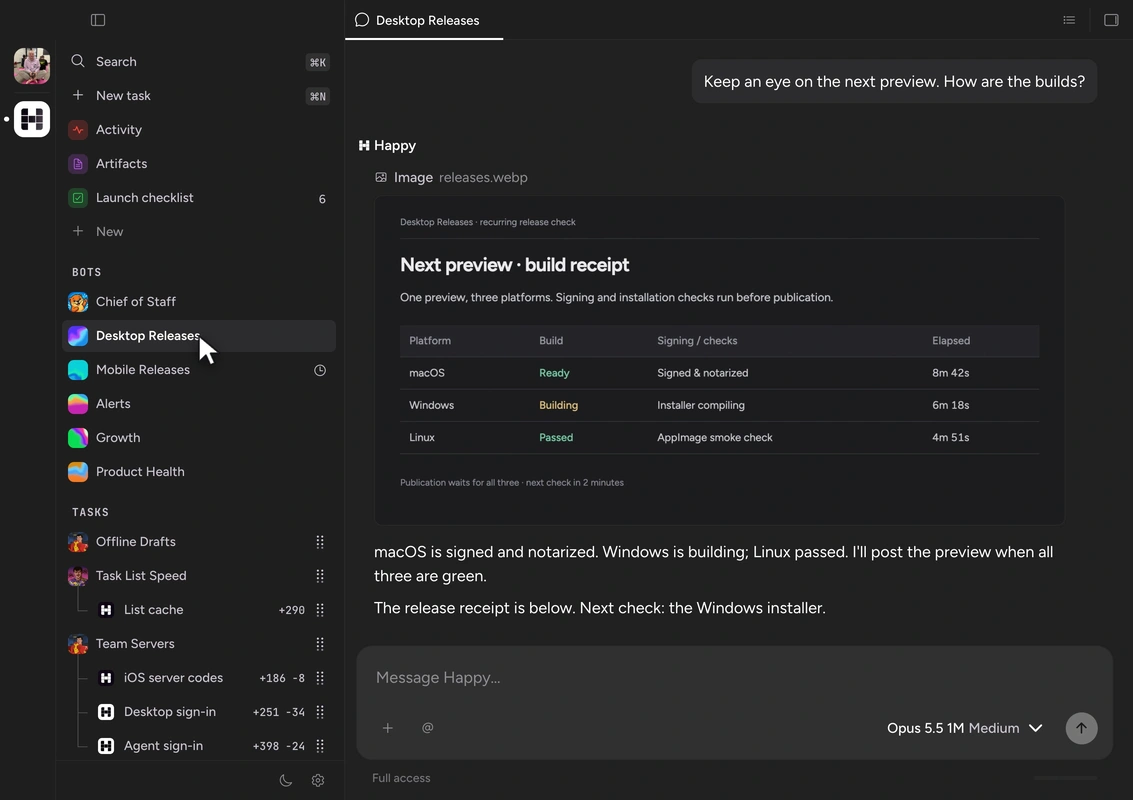 Desktop Releases
Search ⌘K
New task ⌘N
Activity
Artifacts
Launch checklist 6
New
BOTS
Chief of Staff
Desktop Releases
Mobile Releases
Alerts
Growth
Product Health
TASKS
Offline Drafts
Task List Speed
List cache +290
Team Servers
iOS server codes +186 -8
Desktop sign-in +251 -34
Agent sign-in +398 -24
Keep an eye on the next preview. How are the builds?
Happy
Image releases.webp
Desktop Releases · recurring release check
Next preview · build receipt
One preview, three platforms. Signing and installation checks run before publication.
Platform Build Signing / checks Elapsed
macOS Ready Signed & notarized 8m 42s
Windows Building Installer compiling 6m 18s
Linux Passed AppImage smoke check 4m 51s
Publication waits for all three · next check in 2 minutes
macOS is signed and notarized. Windows is building; Linux passed. I'll post the preview when all
three are green.
The release receipt is below. Next check: the Windows installer.
Message Happy...
@
Opus 5.5 1M Medium
Full access